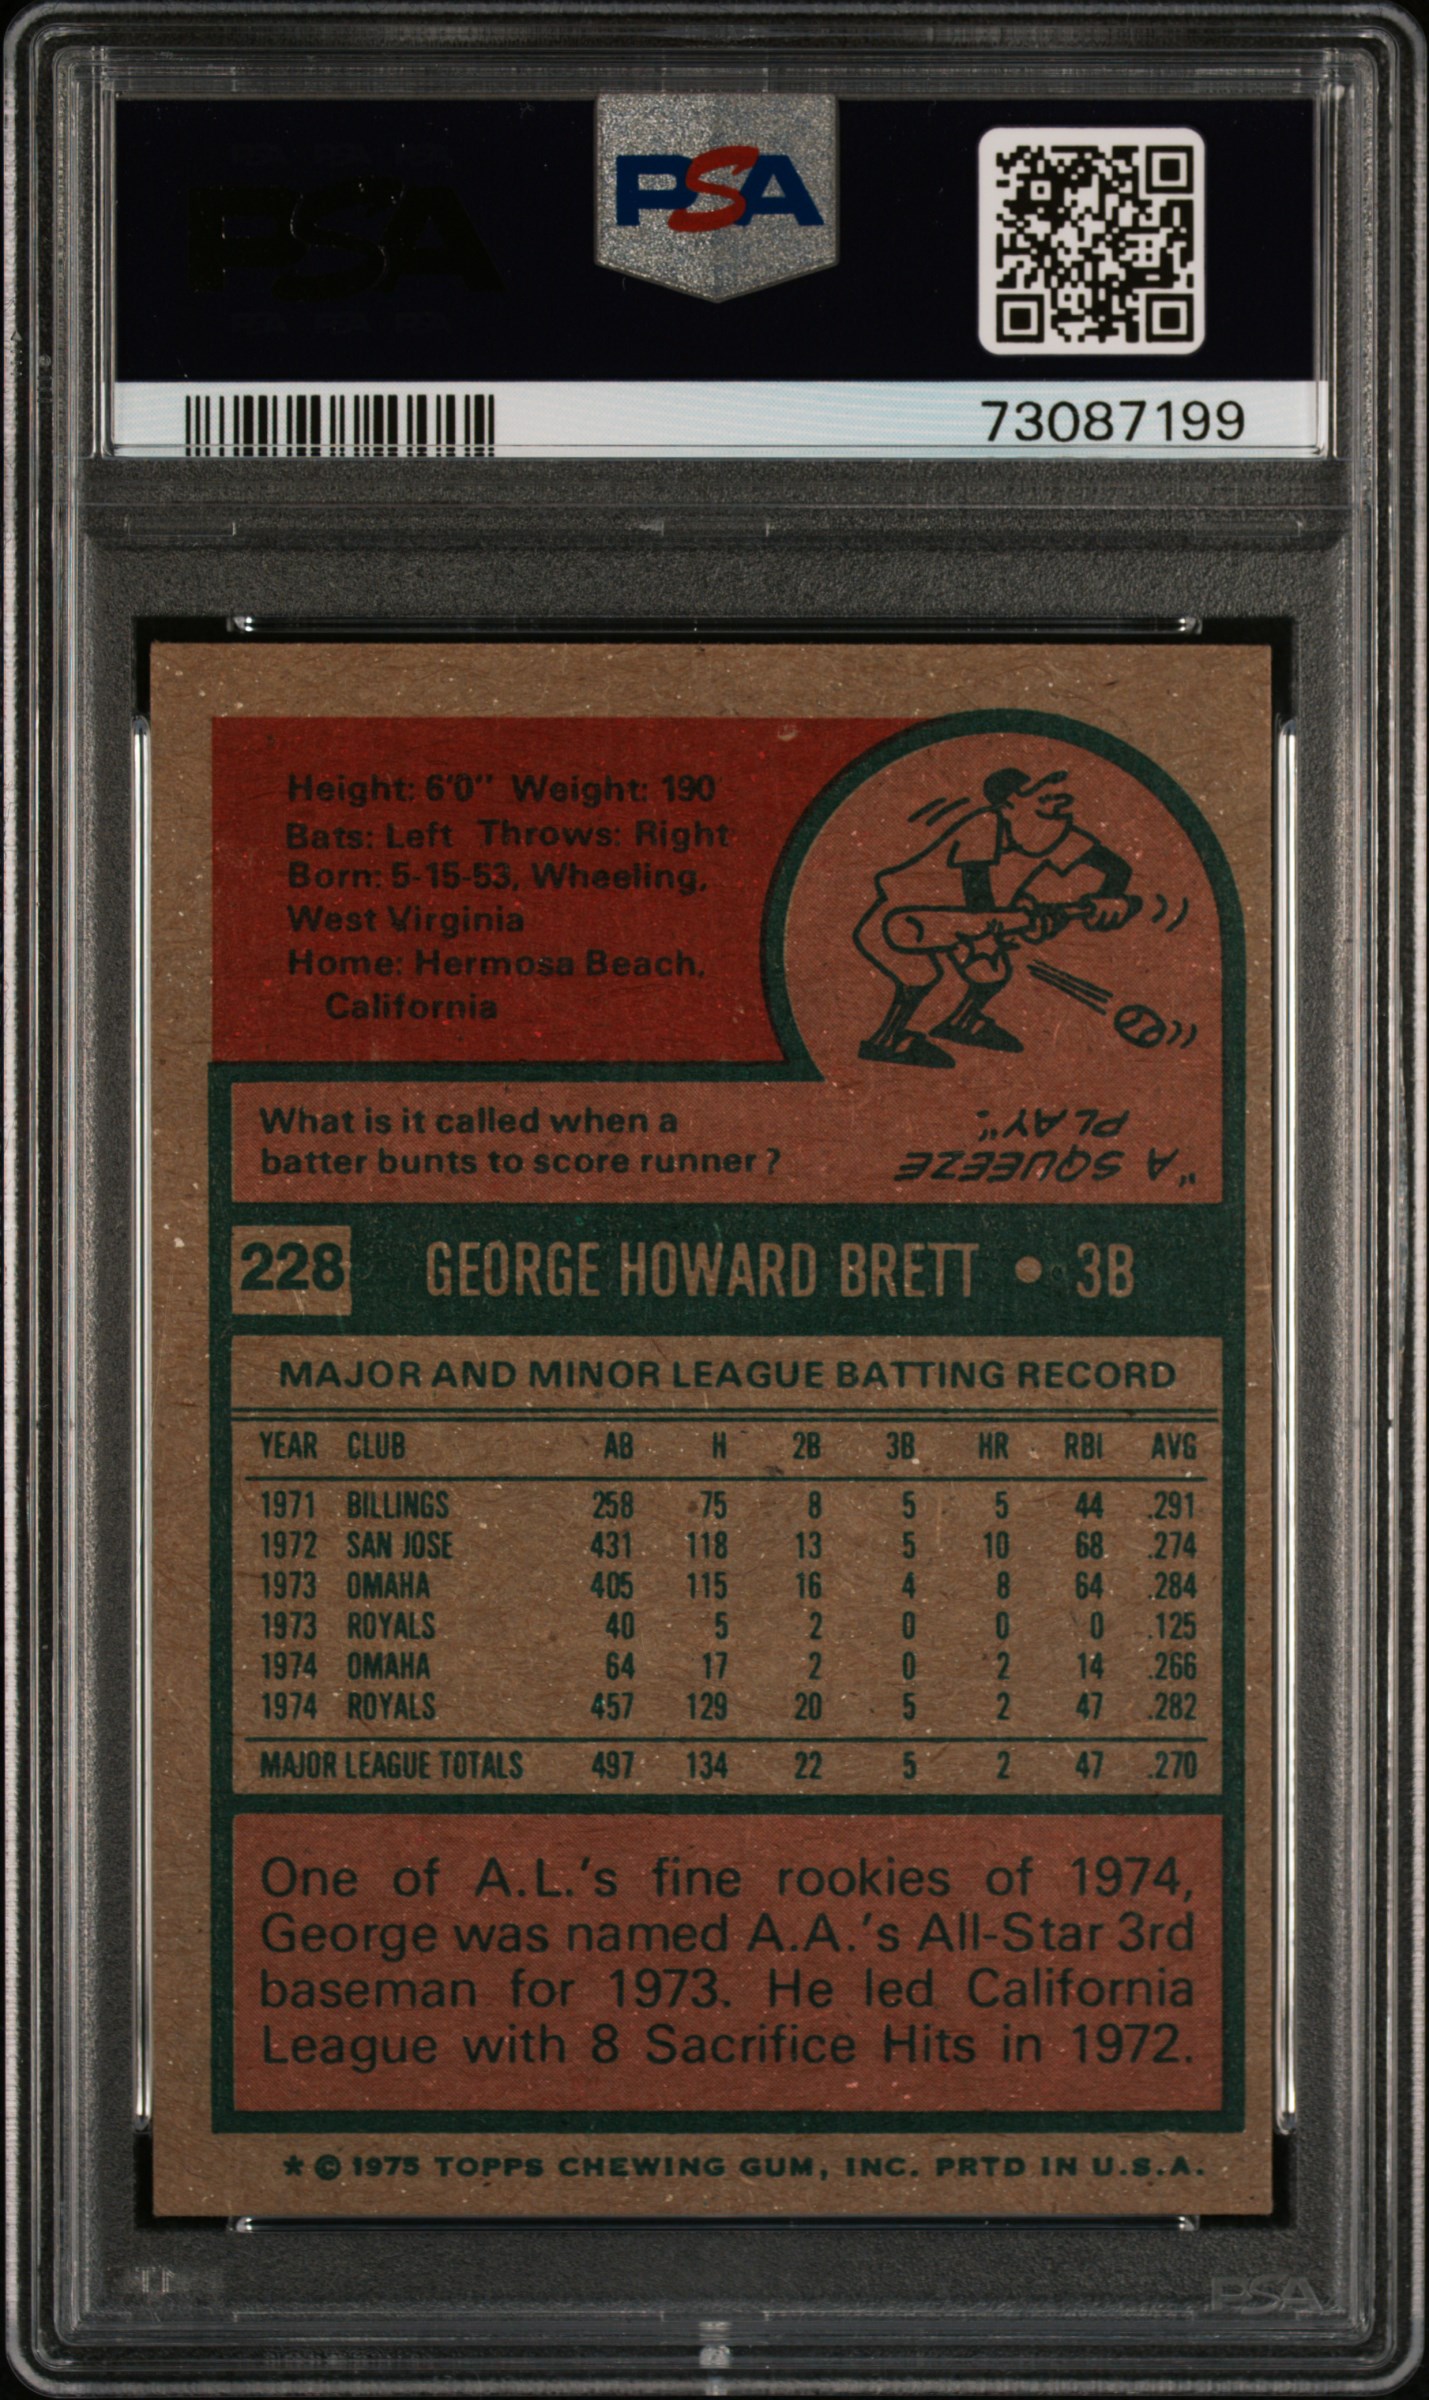 PSA
PSA
73087199
Height: 6'0" Weight: 190
Bats: Left Throws: Right
Born: 5-15-53, Wheeling,
West Virginia
Home: Hermosa Beach,
California
What is it called when a
batter bunts to score runner?
"A SQUEEZE
PLAY".
228 GEORGE HOWARD BRETT • 3B
MAJOR AND MINOR LEAGUE BATTING RECORD
YEAR CLUB AB H 2B 3B HR RBI AVG
1971 BILLINGS 258 75 8 5 5 44 .291
1972 SAN JOSE 431 118 13 5 10 68 .274
1973 OMAHA 405 115 16 4 8 64 .284
1973 ROYALS 40 5 2 0 0 0 .125
1974 OMAHA 64 17 2 0 2 14 .266
1974 ROYALS 457 129 20 5 2 47 .282
MAJOR LEAGUE TOTALS 497 134 22 5 2 47 .270
One of A.L.'s fine rookies of 1974,
George was named A.A.'s All-Star 3rd
baseman for 1973. He led California
League with 8 Sacrifice Hits in 1972.
* © 1975 TOPPS CHEWING GUM, INC. PRTD IN U.S.A.
PSA